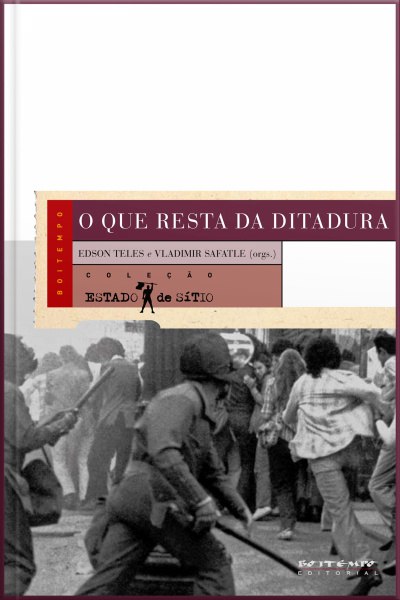 O QUE RESTA DA DITADURA
EDSON TELES e VLADIMIR SAFATLE (orgs.)
COLEÇÃO
ESTADO de SíTIO
BOITEMPO
BOITEMPO
EDITORIAL